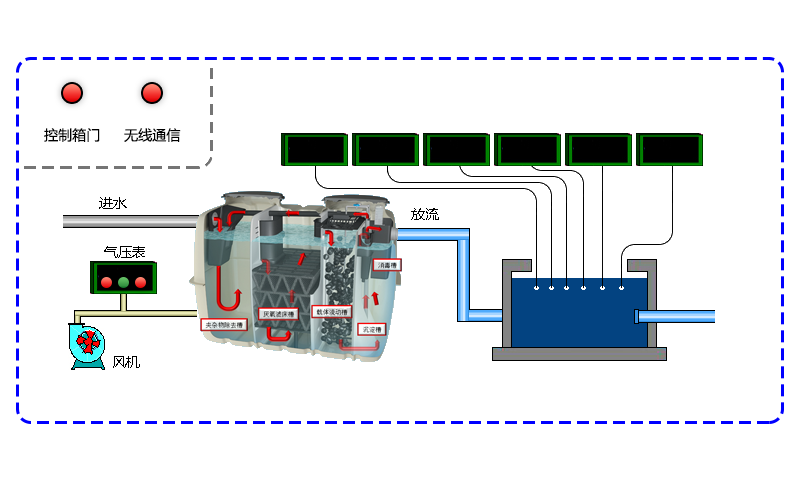 控制箱门 无线通信
进水
放流
气压表
消毒槽
厌氧滤床槽
载体流动槽
夹杂物除去槽
沉淀槽
风机